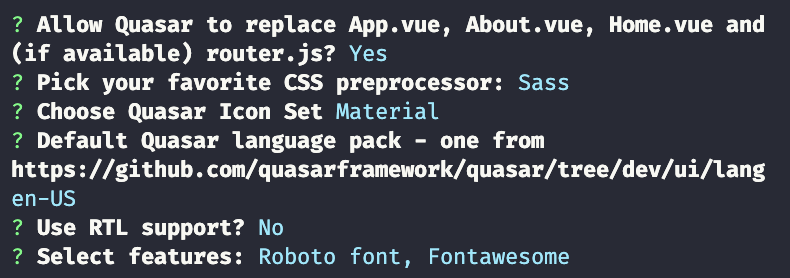 ? Allow Quasar to replace App.vue, About.vue, Home.vue and
(if available) router.js? Yes
? Pick your favorite CSS preprocessor: Sass
? Choose Quasar Icon Set Material
? Default Quasar language pack - one from
https://github.com/quasarframework/quasar/tree/dev/ui/lang
en-US
? Use RTL support? No
? Select features: Roboto font, Fontawesome